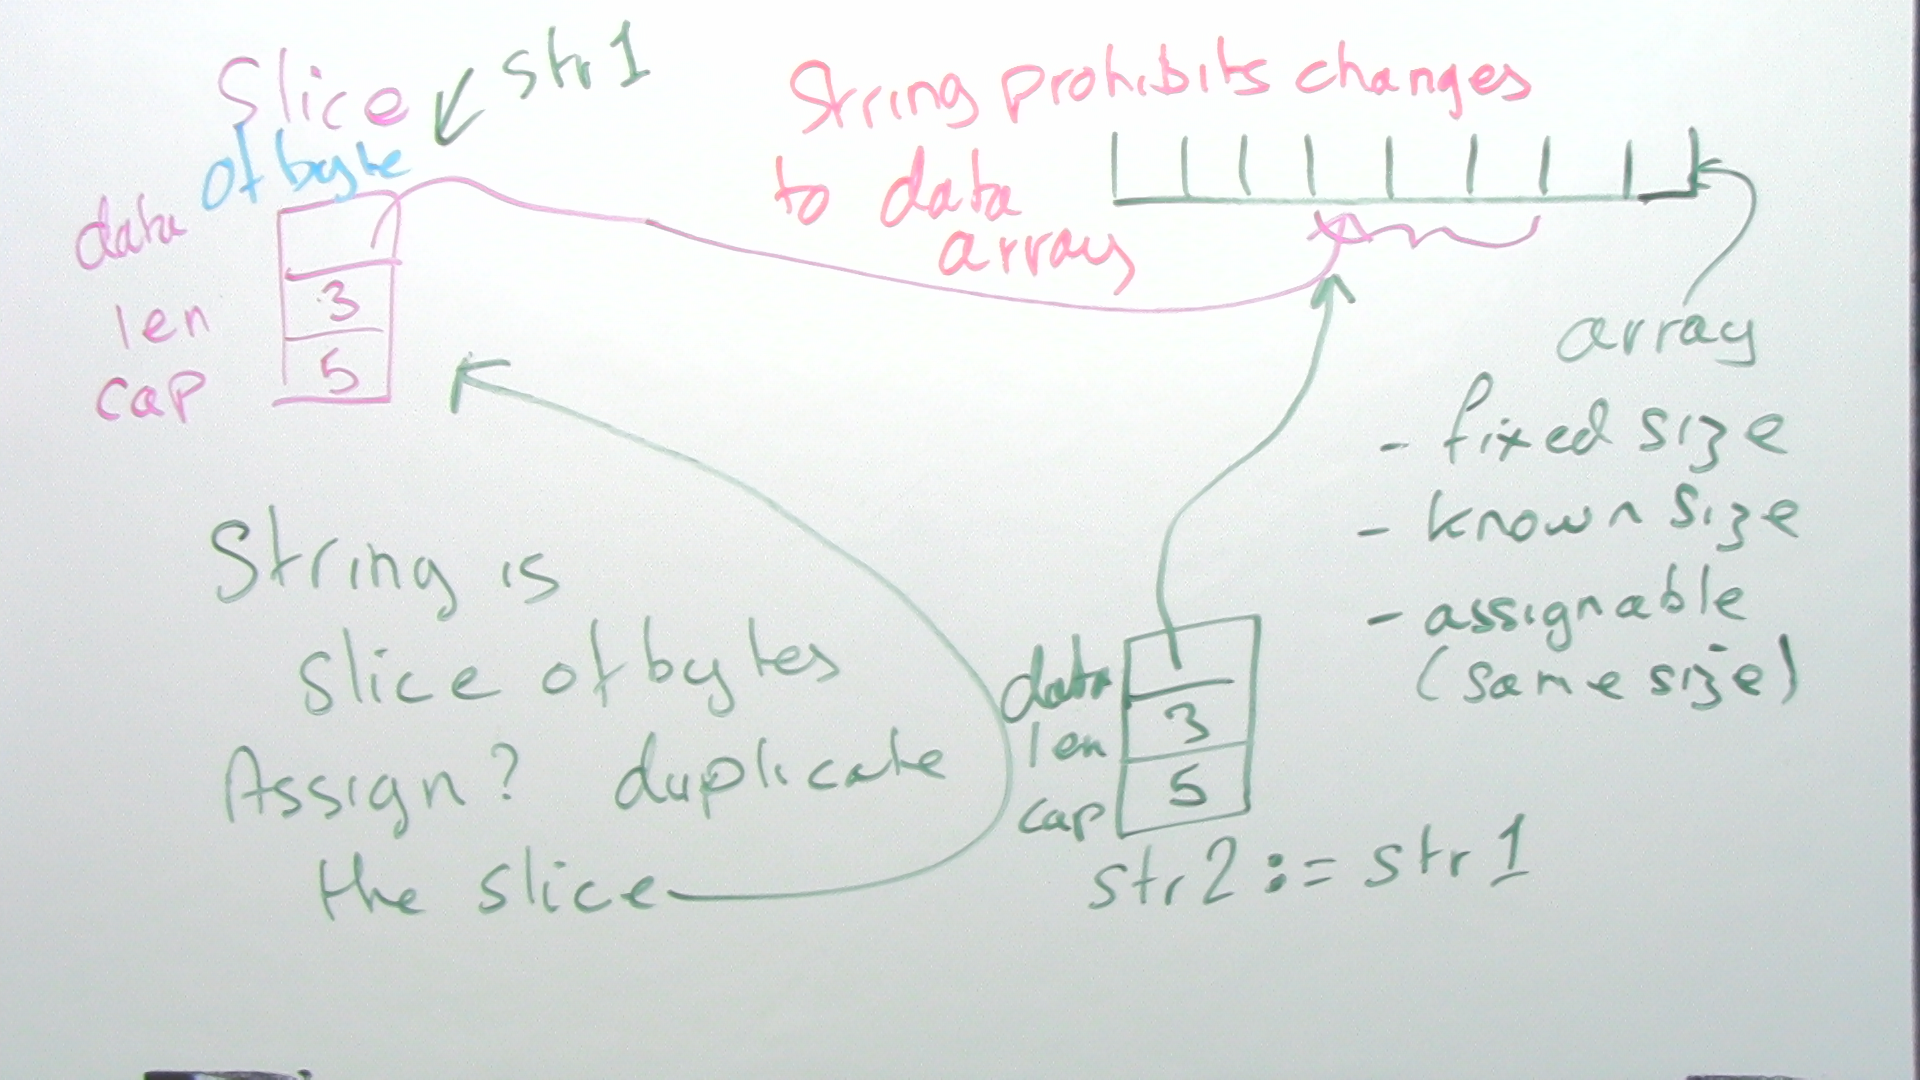 Slice
of byte
str1
data
len
cap
3
5
String prohibits changes
to data
array
array
- fixed size
- known size
- assignable
(same size)
String is
slice of bytes
Assign? duplicate
the slice
data
len
cap
3
5
str2 := str1